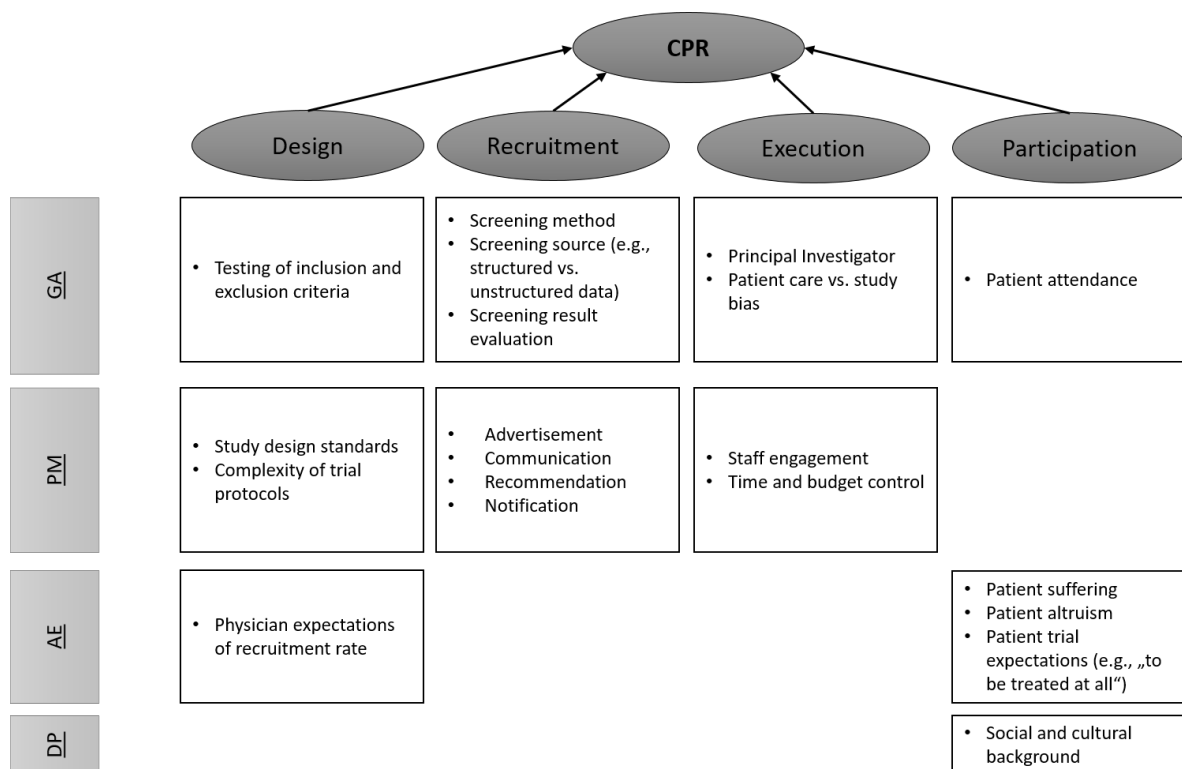 CPR
Design
Recruitment
Execution
Participation
GA
• Testing of inclusion and
exclusion criteria
• Screening method
• Screening source (e.g.,
structured vs.
unstructured data)
• Screening result
evaluation
• Principal Investigator
• Patient care vs. study
bias
• Patient attendance
PM
• Study design standards
• Complexity of trial
protocols
• Advertisement
• Communication
• Recommendation
• Notification
• Staff engagement
• Time and budget control
AE
• Physician expectations
of recruitment rate
• Patient suffering
• Patient altruism
• Patient trial
expectations (e.g., „to
be treated at all“)
DP
• Social and cultural
background